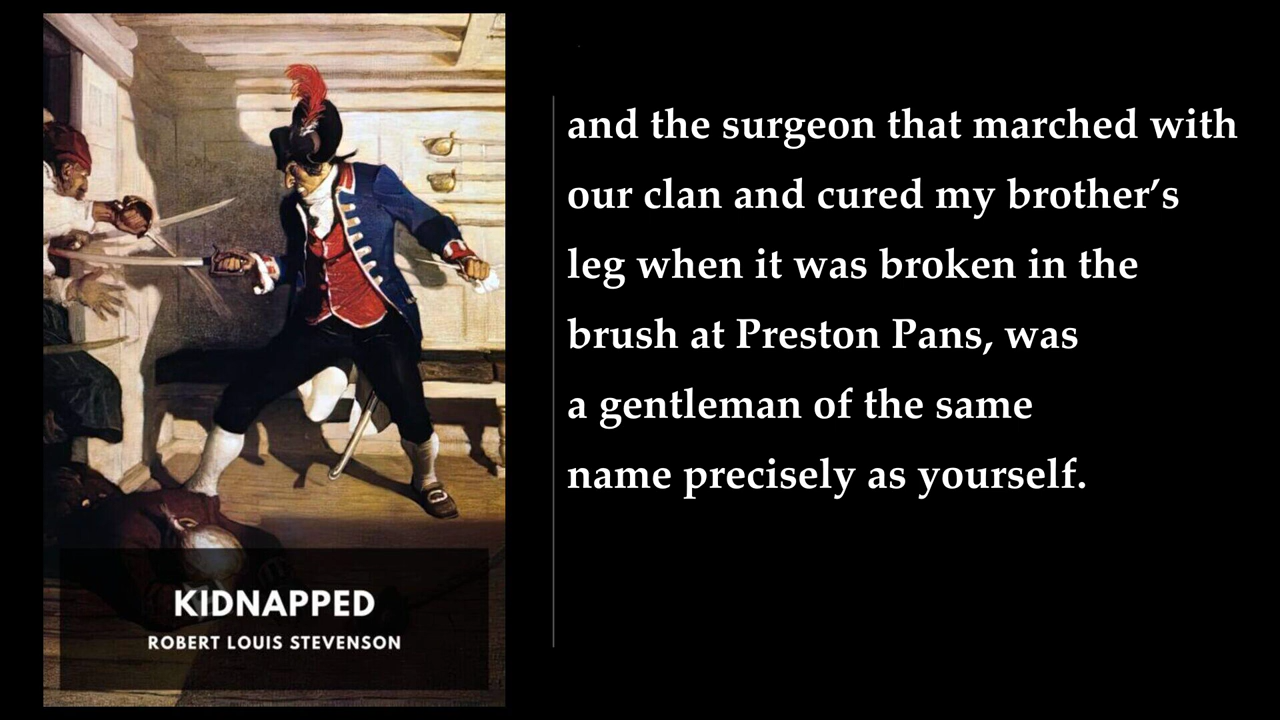 KIDNAPPED
ROBERT LOUIS STEVENSON
and the surgeon that marched with
our clan and cured my brother’s
leg when it was broken in the
brush at Preston Pans, was
a gentleman of the same
name precisely as yourself.